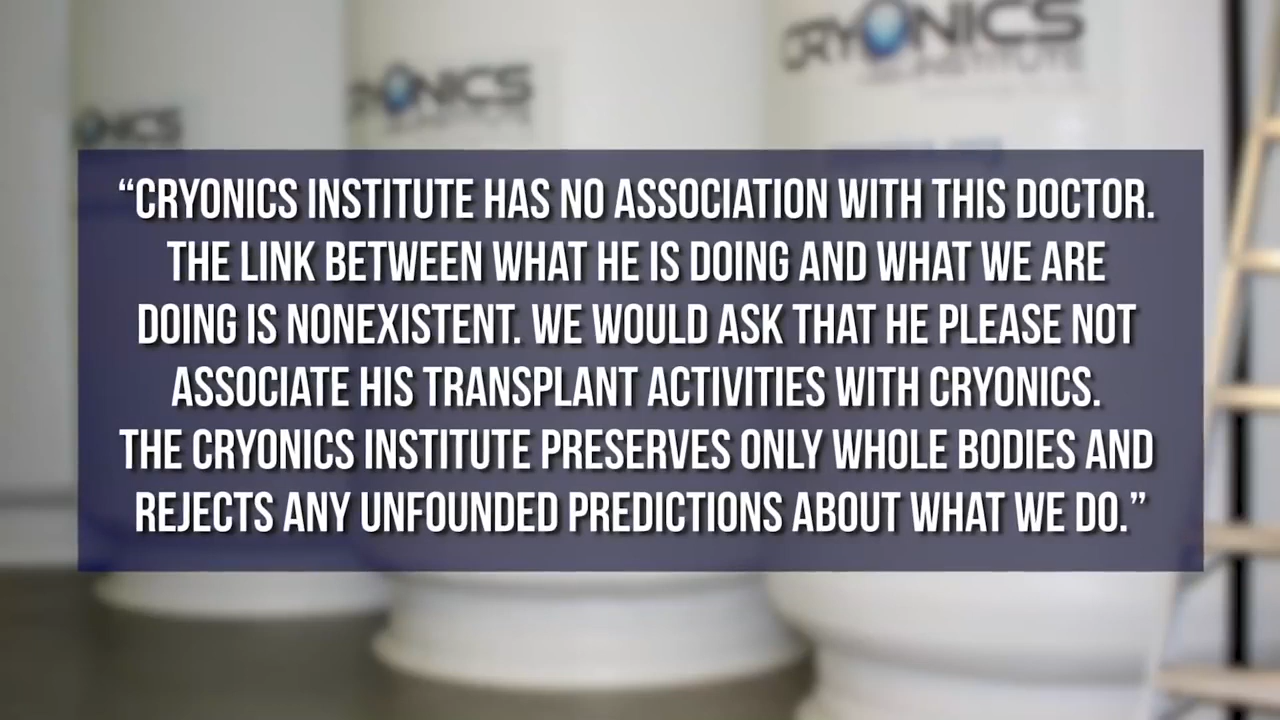 CRYONICS
INSTITUTE
“CRYONICS INSTITUTE HAS NO ASSOCIATION WITH THIS DOCTOR.
THE LINK BETWEEN WHAT HE IS DOING AND WHAT WE ARE
DOING IS NONEXISTENT. WE WOULD ASK THAT HE PLEASE NOT
ASSOCIATE HIS TRANSPLANT ACTIVITIES WITH CRYONICS.
THE CRYONICS INSTITUTE PRESERVES ONLY WHOLE BODIES AND
REJECTS ANY UNFOUNDED PREDICTIONS ABOUT WHAT WE DO.”